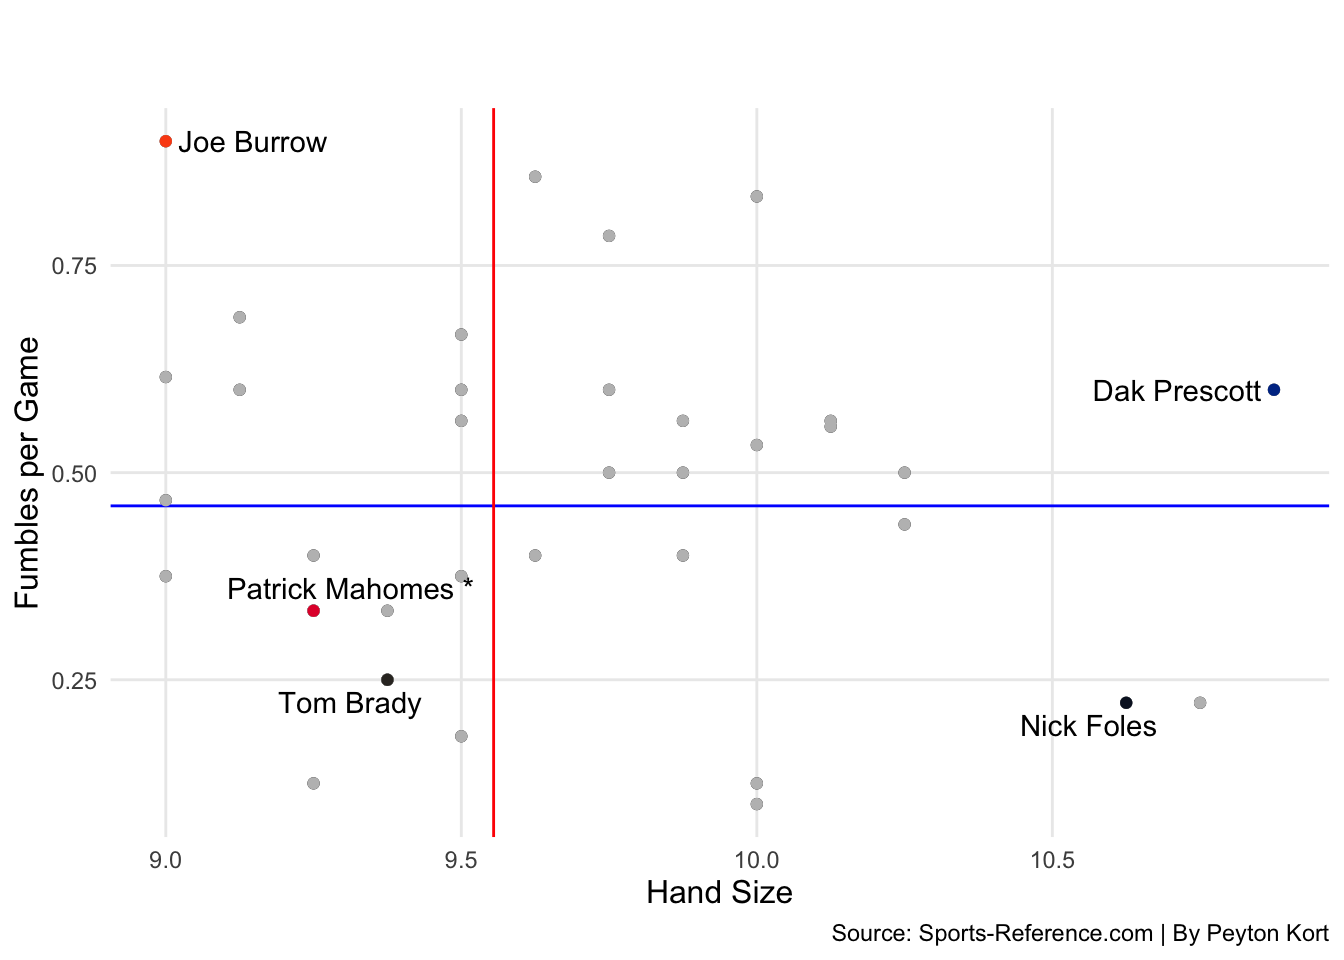 Joe Burrow
0.75
Dak Prescott
0.50
Patrick Mahomes *
0.25
Tom Brady
Nick Foles
Fumbles per Game
9.0 9.5 10.0 10.5
Hand Size
Source: Sports-Reference.com | By Peyton Kort